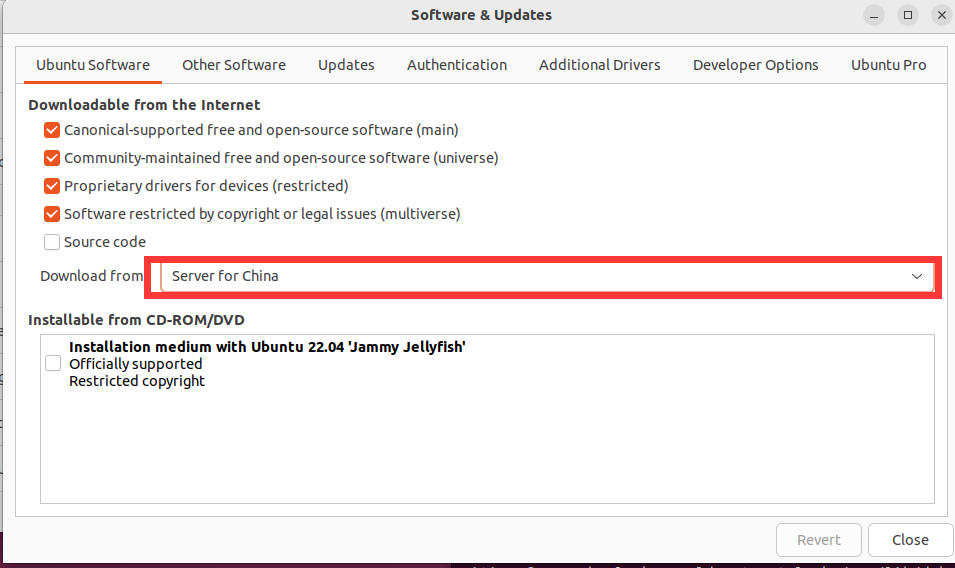 Software & Updates
Ubuntu Software Other Software Updates Authentication Additional Drivers Developer Options Ubuntu Pro
Downloadable from the Internet
Canonical-supported free and open-source software (main)
Community-maintained free and open-source software (universe)
Proprietary drivers for devices (restricted)
Software restricted by copyright or legal issues (multiverse)
Source code
Download from: Server for China
Installable from CD-ROM/DVD
Installation medium with Ubuntu 22.04 'Jammy Jellyfish'
Officially supported
Restricted copyright
Revert Close